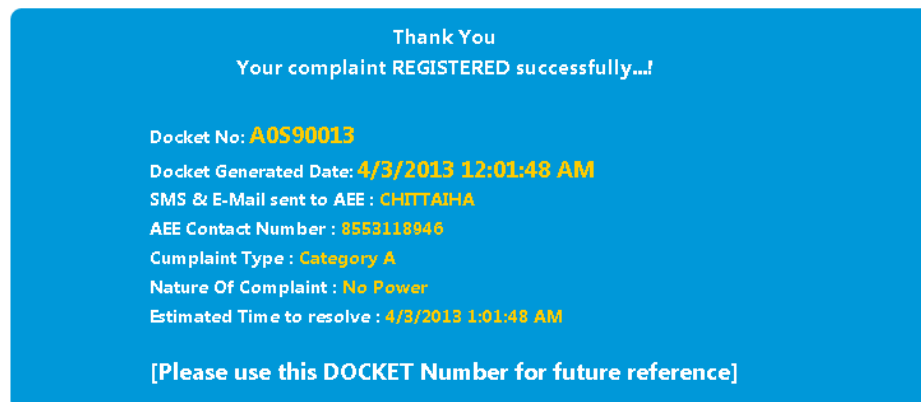 Thank You
Your complaint REGISTERED successfully...!
Docket No: A0S90013
Docket Generated Date: 4/3/2013 12:01:48 AM
SMS & E-Mail sent to AEE : CHITTAIHA
AEE Contact Number : 8553118946
Cumplaint Type : Category A
Nature Of Complaint : No Power
Estimated Time to resolve : 4/3/2013 1:01:48 AM
[Please use this DOCKET Number for future reference]